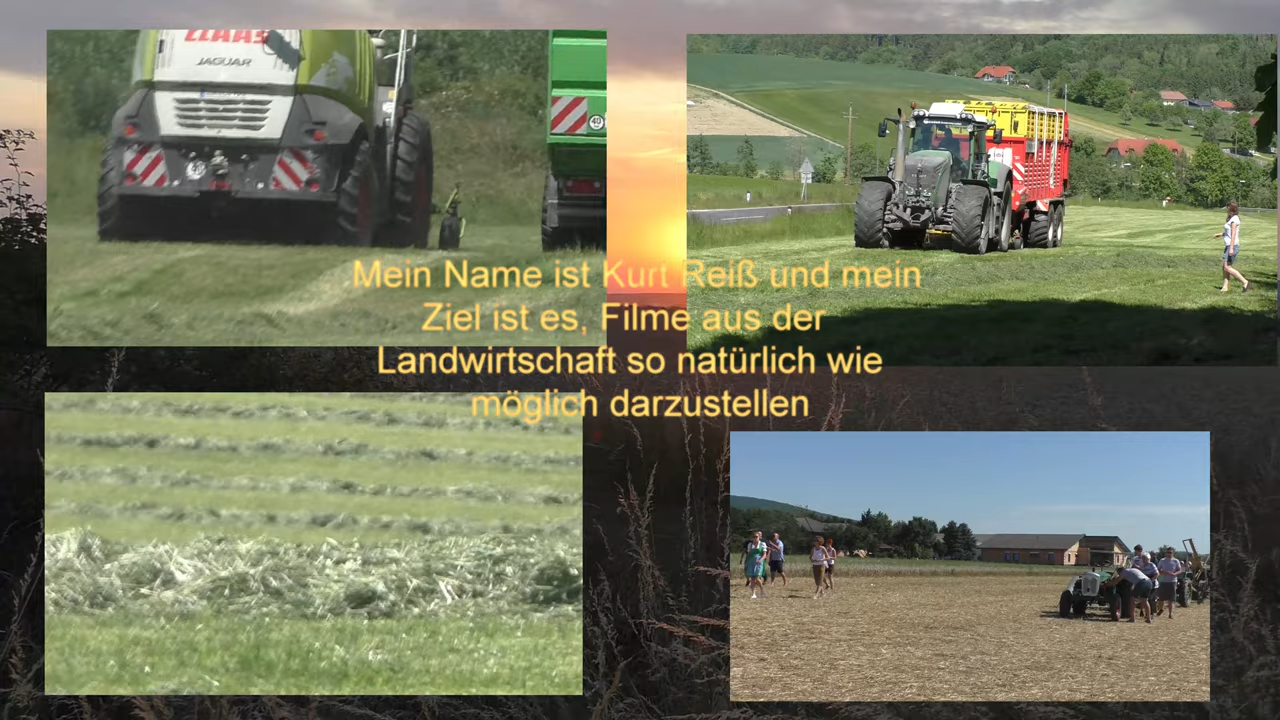 CLAAS
JAGUAR
40
Mein Name ist Kurt Reiß und mein
Ziel ist es, Filme aus der
Landwirtschaft so natürlich wie
möglich darzustellen